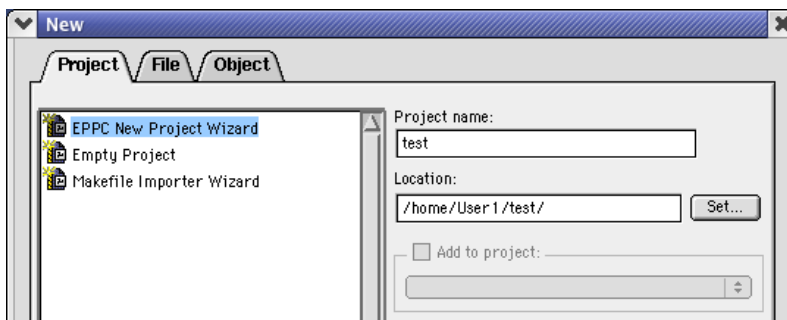 New
Project File Object
EPPC New Project Wizard
Empty Project
Makefile Importer Wizard
Project name:
test
Location:
/home/User1/test/
Set...
Add to project: